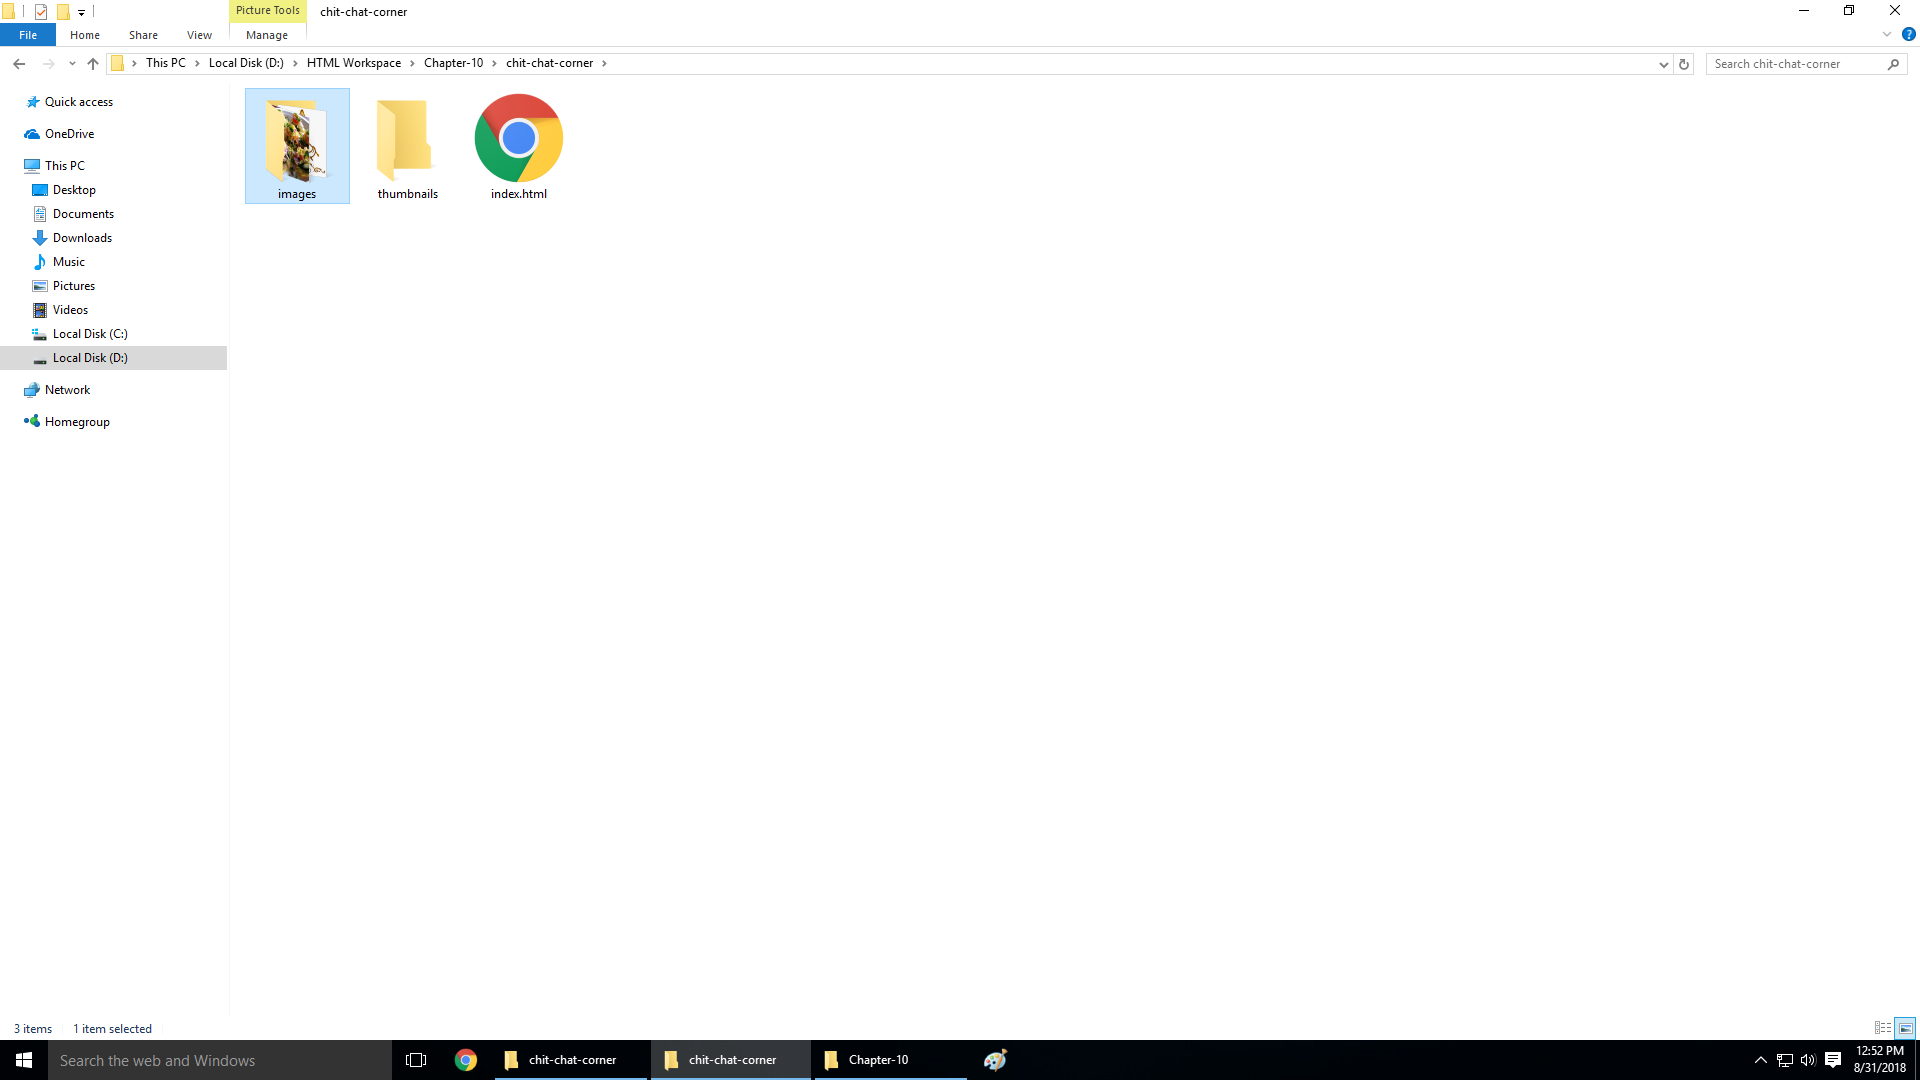 Picture Tools
chit-chat-corner
File
Home
Share
View
Manage
?
This PC
Local Disk (D:)
HTML Workspace
Chapter-10
chit-chat-corner
Search chit-chat-corner
Quick access
OneDrive
This PC
Desktop
Documents
Downloads
Music
Pictures
Videos
Local Disk (C:)
Local Disk (D:)
Network
Homegroup
images
thumbnails
index.html
3 items
1 item selected
Search the web and Windows
chit-chat-corner
chit-chat-corner
Chapter-10
12:52 PM
8/31/2018